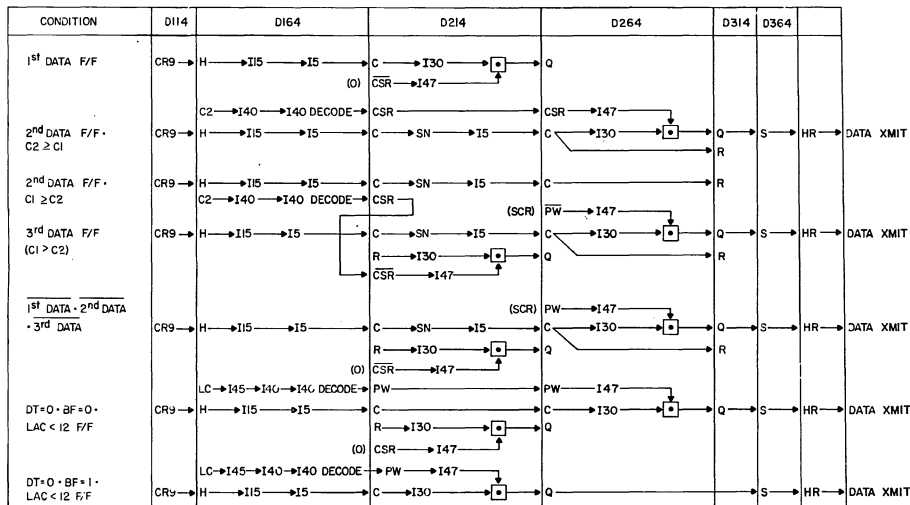 CONDITION D114 D164 D214 D264 D314 D364
1st DATA F/F CR9 H I15 I5 C I30 • Q
(0) CSR I47
C2 I40 I40 DECODE CSR CSR I47
2nd DATA F/F • CR9 H I15 I5 C SN I5 C I30 • Q S HR DATA XMIT
C2 ≥ C1 R
2nd DATA F/F • CR9 H I15 I5 C SN I5 C R
C1 ≥ C2 C2 I40 I40 DECODE CSR
(SCR) PW I47
3rd DATA F/F CR9 H I15 I5 C SN I5 C I30 • Q S HR DATA XMIT
(C1 > C2) R I30 • Q R
CSR I47
1st DATA • 2nd DATA (SCR) PW I47
• 3rd DATA CR9 H I15 I5 C SN I5 C I30 • Q S HR DATA XMIT
R I30 • Q R
(0) CSR I47
LC I45 I40 I40 DECODE PW PW I47
DT=0 • BF=0 • CR9 H I15 I5 C C I30 • Q S HR DATA XMIT
LAC < 12 F/F R I30 • Q
(0) CSR I47
LC I45 I40 I40 DECODE PW I47
DT=0 • BF=1 •
LAC < 12 F/F CR9 H I15 I5 C I30 • Q S HR DATA XMIT